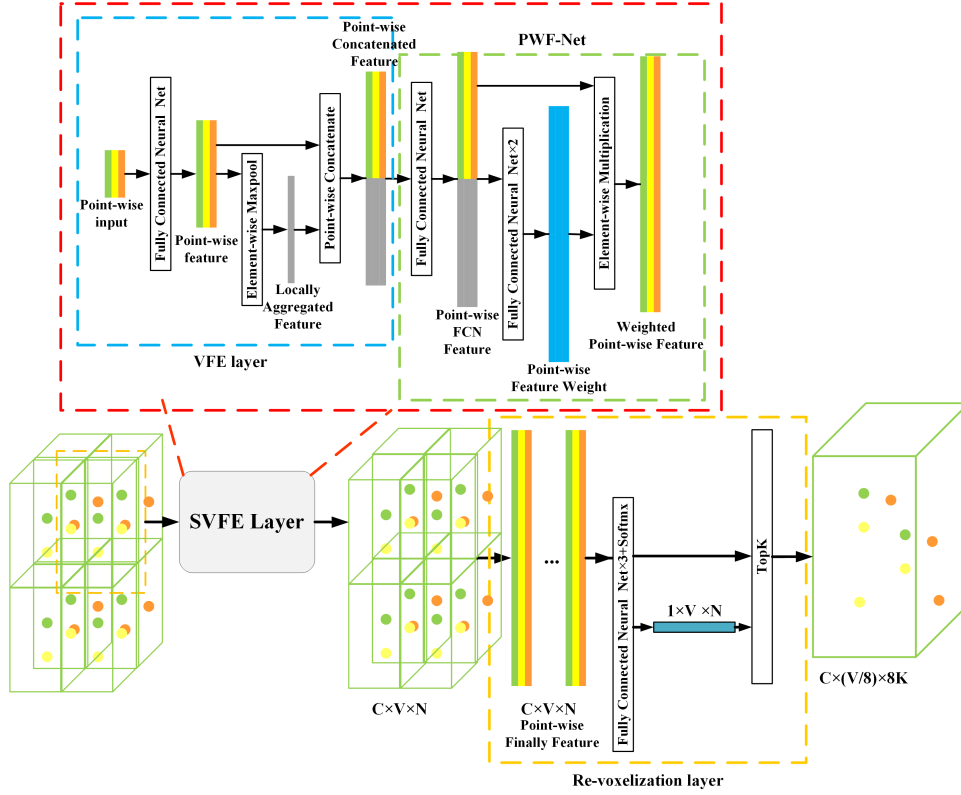 Point-wise
Concatenated
Feature
PWF-Net
Fully Connected Neural Net
Point-wise
input
Point-wise
feature
Element-wise Maxpool
Locally
Aggregated
Feature
Point-wise Concatenate
VFE layer
Fully Connected Neural Net
Point-wise
FCN
Feature
Fully Connected Neural Net×2
Point-wise
Feature Weight
Element-wise Multiplication
Weighted
Point-wise Feature
SVFE Layer
C×V×N
...
C×V×N
Point-wise
Finally Feature
Fully Connected Neural Net×3+Softmx
1×V ×N
TopK
C×(V/8)×8K
Re-voxelization layer